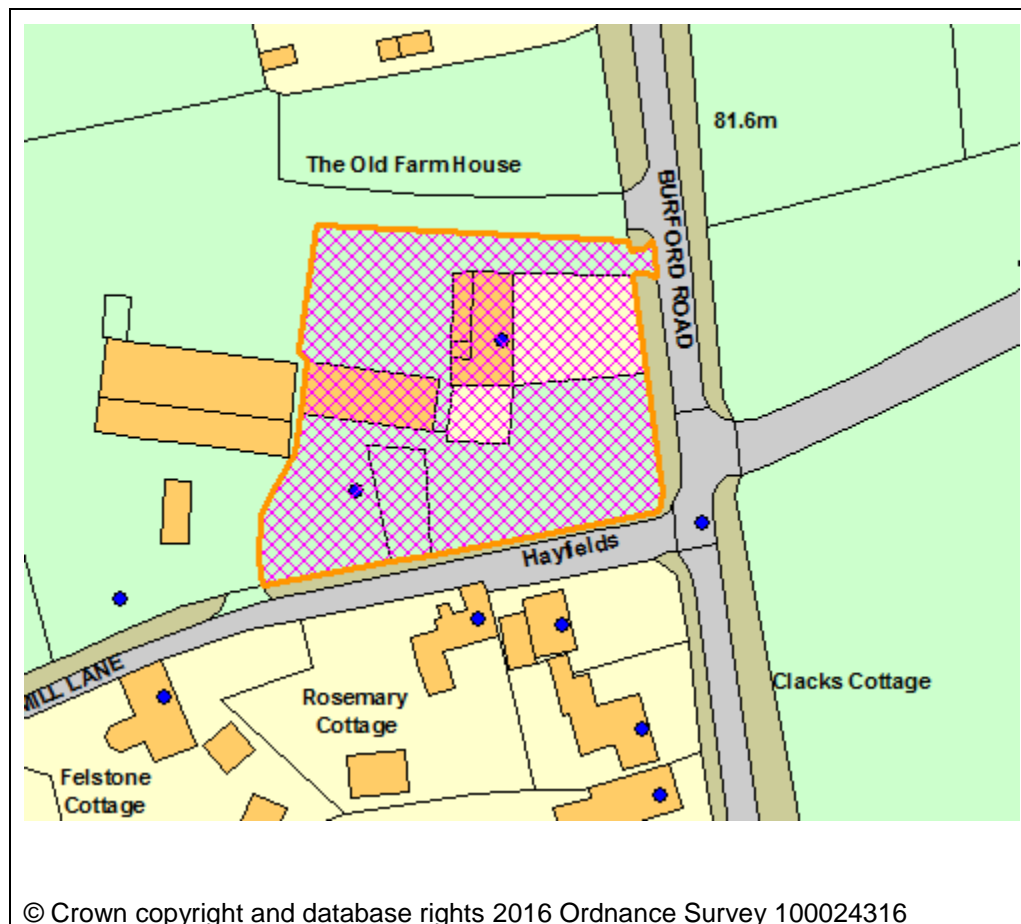 81.6m
The Old Farm House
BURFORD ROAD
Hayfields
MILL LANE
Rosemary
Cottage
Clacks Cottage
Felstone
Cottage
© Crown copyright and database rights 2016 Ordnance Survey 100024316